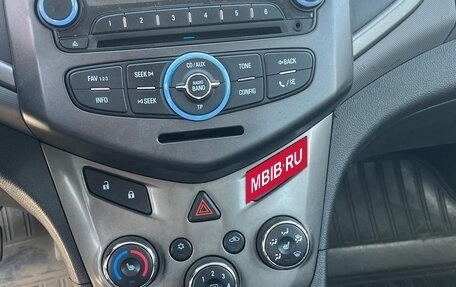 1 2 3 4 5 6
CD/AUX
SEEK
TONE
BACK
FAV 1·2·3
RADIO
BAND
INFO
SEEK
CONFIG
TP
MBIB.RU